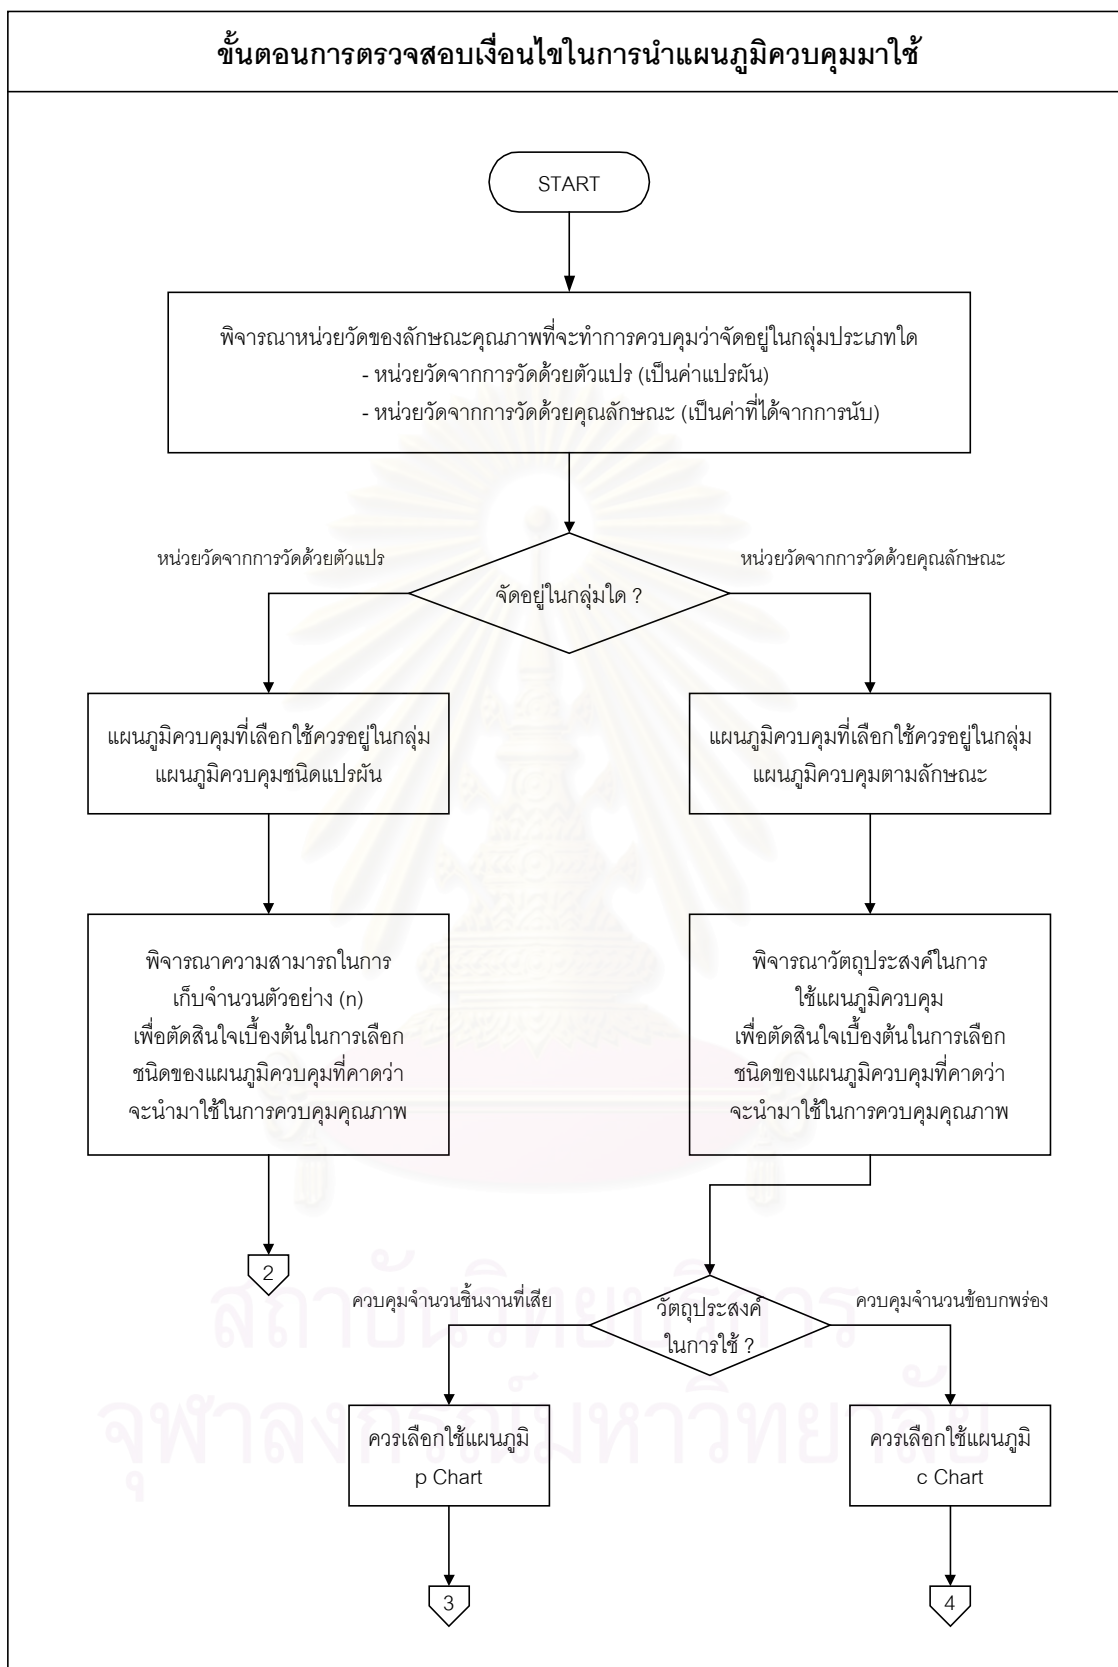 ขั้นตอนการตรวจสอบเงื่อนไขในการนำแผนภูมิควบคุมมาใช้
START
พิจารณาหน่วยวัดของลักษณะคุณภาพที่จะทำการควบคุมว่าจัดอยู่ในกลุ่มประเภทใด
- หน่วยวัดจากการวัดด้วยตัวแปร (เป็นค่าแปรผัน)
- หน่วยวัดจากการวัดด้วยคุณลักษณะ (เป็นค่าที่ได้จากการนับ)
หน่วยวัดจากการวัดด้วยตัวแปร
หน่วยวัดจากการวัดด้วยคุณลักษณะ
จัดอยู่ในกลุ่มใด ?
แผนภูมิควบคุมที่เลือกใช้ควรอยู่ในกลุ่ม
แผนภูมิควบคุมชนิดแปรผัน
แผนภูมิควบคุมที่เลือกใช้ควรอยู่ในกลุ่ม
แผนภูมิควบคุมตามลักษณะ
พิจารณาความสามารถในการ
เก็บจำนวนตัวอย่าง (n)
เพื่อตัดสินใจเบื้องต้นในการเลือก
ชนิดของแผนภูมิควบคุมที่คาดว่า
จะนำมาใช้ในการควบคุมคุณภาพ
พิจารณาวัตถุประสงค์ในการ
ใช้แผนภูมิควบคุม
เพื่อตัดสินใจเบื้องต้นในการเลือก
ชนิดของแผนภูมิควบคุมที่คาดว่า
จะนำมาใช้ในการควบคุมคุณภาพ
2
ควบคุมจำนวนชิ้นงานที่เสีย
ควบคุมจำนวนข้อบกพร่อง
วัตถุประสงค์
ในการใช้ ?
ควรเลือกใช้แผนภูมิ
p Chart
ควรเลือกใช้แผนภูมิ
c Chart
3
4
สถาบันวิทยบริการ
จุฬาลงกรณ์มหาวิทยาลัย